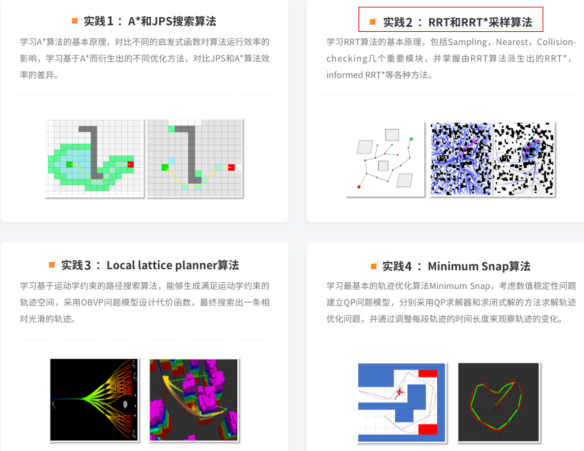 实践1 ：A*和JPS搜索算法
学习A*算法的基本原理，对比不同的启发式函数对算法运行效率的
影响，学习基于A*而衍生出的不同优化方法，对比JPS和A*算法效
率的差异。
实践2 ：RRT和RRT*采样算法
学习RRT算法的基本原理，包括Sampling，Nearest，Collision-
checking几个重要模块，并掌握由RRT算法派生出的RRT*，
informed RRT*等各种方法。
实践3 ：Local lattice planner算法
学习基于运动学约束的路径搜索算法，能够生成满足运动学约束的
轨迹空间，采用OBVP问题模型设计代价函数，最终搜索出一条相
对光滑的轨迹。
实践4 ：Minimum Snap算法
学习最基本的轨迹优化算法Minimum Snap，考虑数值稳定性问题
建立QP问题模型，分别采用QP求解器和求闭式解的方法求解轨迹
优化问题，并通过调整每段轨迹的时间长度来观察轨迹的变化。